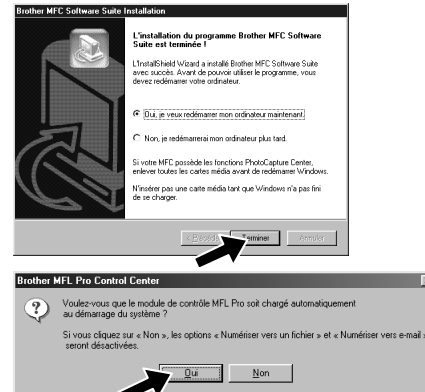 Brother MFC Software Suite Installation
L'installation du programme Brother MFC Software
Suite est terminée !
L'InstallShield Wizard a installé Brother MFC Software Suite
avec succès. Avant de pouvoir utiliser le programme, vous
devez redémarrer votre ordinateur.
Oui, je veux redémarrer mon ordinateur maintenant.
Non, je redémarrerai mon ordinateur plus tard.
Si votre MFC possède les fonctions PhotoCapture Center,
enlever toutes les cartes média avant de redémarrer Windows.
N'insérer pas une carte média tant que Windows n'a pas fini
de se charger.
Terminer Annuler
Brother MFL Pro Control Center
Voulez-vous que le module de contrôle MFL Pro soit chargé automatiquement
au démarrage du système ?
Si vous cliquez sur « Non », les options « Numériser vers un fichier » et « Numériser vers e-mail »
seront désactivées.
Oui Non